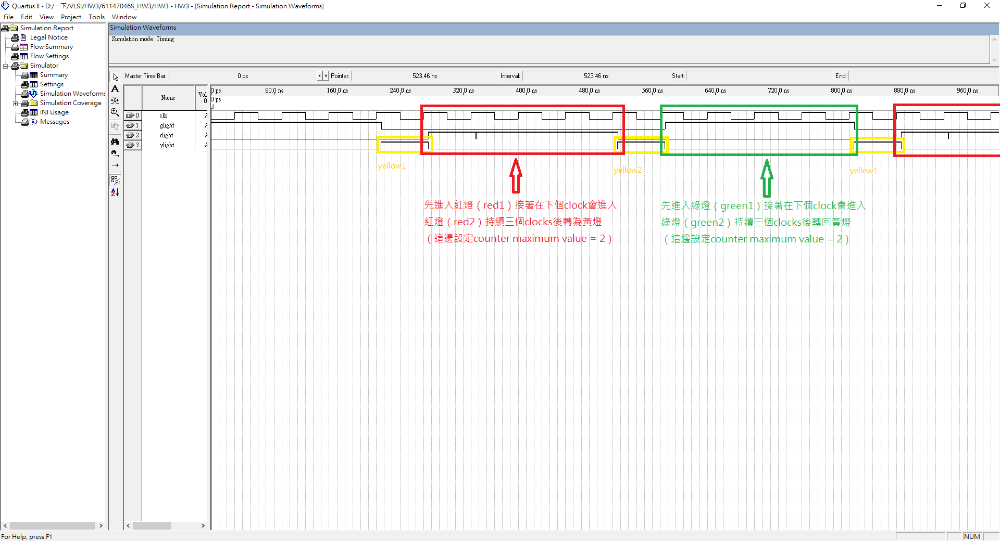 Quartus II - D:/一下/VLSI/HW3/61147046S_HW3/HW3 - HW3 - [Simulation Report - Simulation Waveforms]
File Edit View Project Tools Window
Simulation Report
Legal Notice
Flow Summary
Flow Settings
Simulator
Summary
Settings
Simulation Waveforms
Simulation Coverage
INI Usage
Messages
Simulation Waveforms
Simulation mode: Timing
Master Time Bar: 0 ps Pointer: 523.46 ns Interval: 523.46 ns Start: End:
Name
Val
0
0 ps 80.0 ns 160.0 ns 240.0 ns 320.0 ns 400.0 ns 480.0 ns 560.0 ns 640.0 ns 720.0 ns 800.0 ns 880.0 ns 960.0 ns
0 ps
0 clk A
1 glight A
2 rlight A
3 ylight A
yellow1
yellow2
yellow1
先進入紅燈（red1）接著在下個clock會進入
紅燈（red2）持續三個clocks後轉為黃燈
（這邊設定counter maximum value = 2）
先進入綠燈（green1）接著在下個clock會進入
綠燈（green2）持續三個clocks後轉回黃燈
（這邊設定counter maximum value = 2）
For Help, press F1
NUM